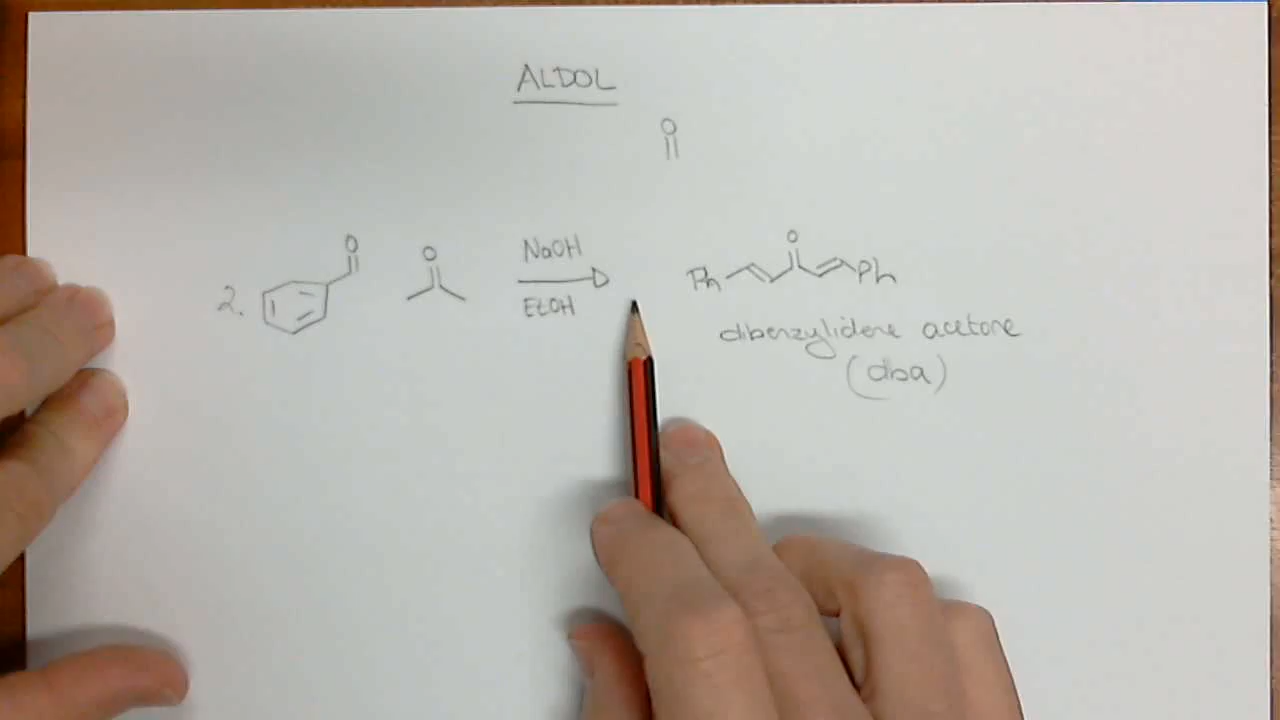 ALDOL
O
2.
O
O
NaOH
EtOH
Ph
O
Ph
dibenzylidene acetone
(dba)